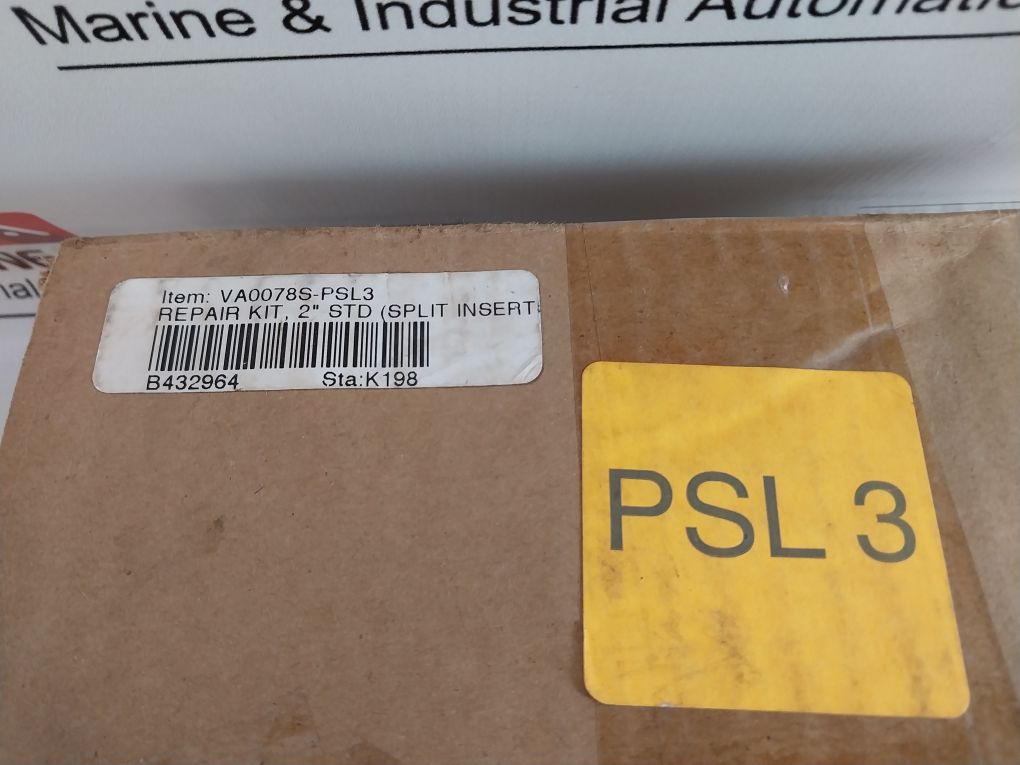 Marine & Industrial
Item: VA0078S-PSL3
REPAIR KIT, 2" STD (SPLIT INSERT
B432964 Sta:K198
PSL 3